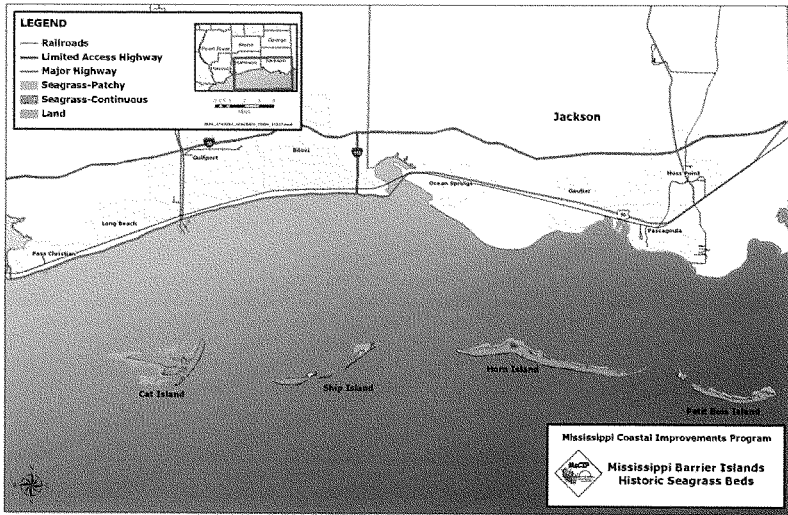 LEGEND
Railroads
Limited Access Highway
Major Highway
Seagrass-Patchy
Seagrass-Continuous
Land
Miles
Jackson
Gulfport
Biloxi
Ocean Springs
Gautier
Moss Point
Long Beach
Pascagoula
Pass Christian
Cat Island
Ship Island
Horn Island
Petit Bois Island
Mississippi Coastal Improvements Program
MsCIP
Mississippi Barrier Islands
Historic Seagrass Beds